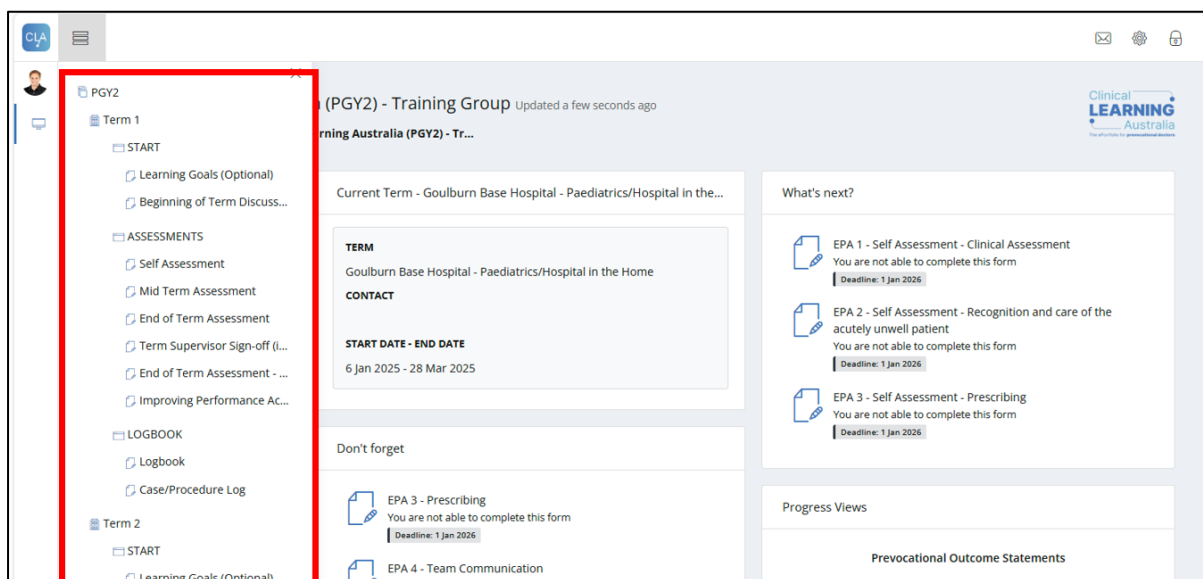 CLA
PGY2
Term 1
START
Learning Goals (Optional)
Beginning of Term Discuss...
ASSESSMENTS
Self Assessment
Mid Term Assessment
End of Term Assessment
Term Supervisor Sign-off (i...
End of Term Assessment - ...
Improving Performance Ac...
LOGBOOK
Logbook
Case/Procedure Log
Term 2
START
Learning Goals (Optional)
(PGY2) - Training Group Updated a few seconds ago
rning Australia (PGY2) - Tr...
Clinical
LEARNING
Australia
The ePortfolio for prevocational doctors
Current Term - Goulburn Base Hospital - Paediatrics/Hospital in the...
TERM
Goulburn Base Hospital - Paediatrics/Hospital in the Home
CONTACT
START DATE - END DATE
6 Jan 2025 - 28 Mar 2025
Don't forget
EPA 3 - Prescribing
You are not able to complete this form
Deadline: 1 Jan 2026
EPA 4 - Team Communication
What's next?
EPA 1 - Self Assessment - Clinical Assessment
You are not able to complete this form
Deadline: 1 Jan 2026
EPA 2 - Self Assessment - Recognition and care of the
acutely unwell patient
You are not able to complete this form
Deadline: 1 Jan 2026
EPA 3 - Self Assessment - Prescribing
You are not able to complete this form
Deadline: 1 Jan 2026
Progress Views
Prevocational Outcome Statements